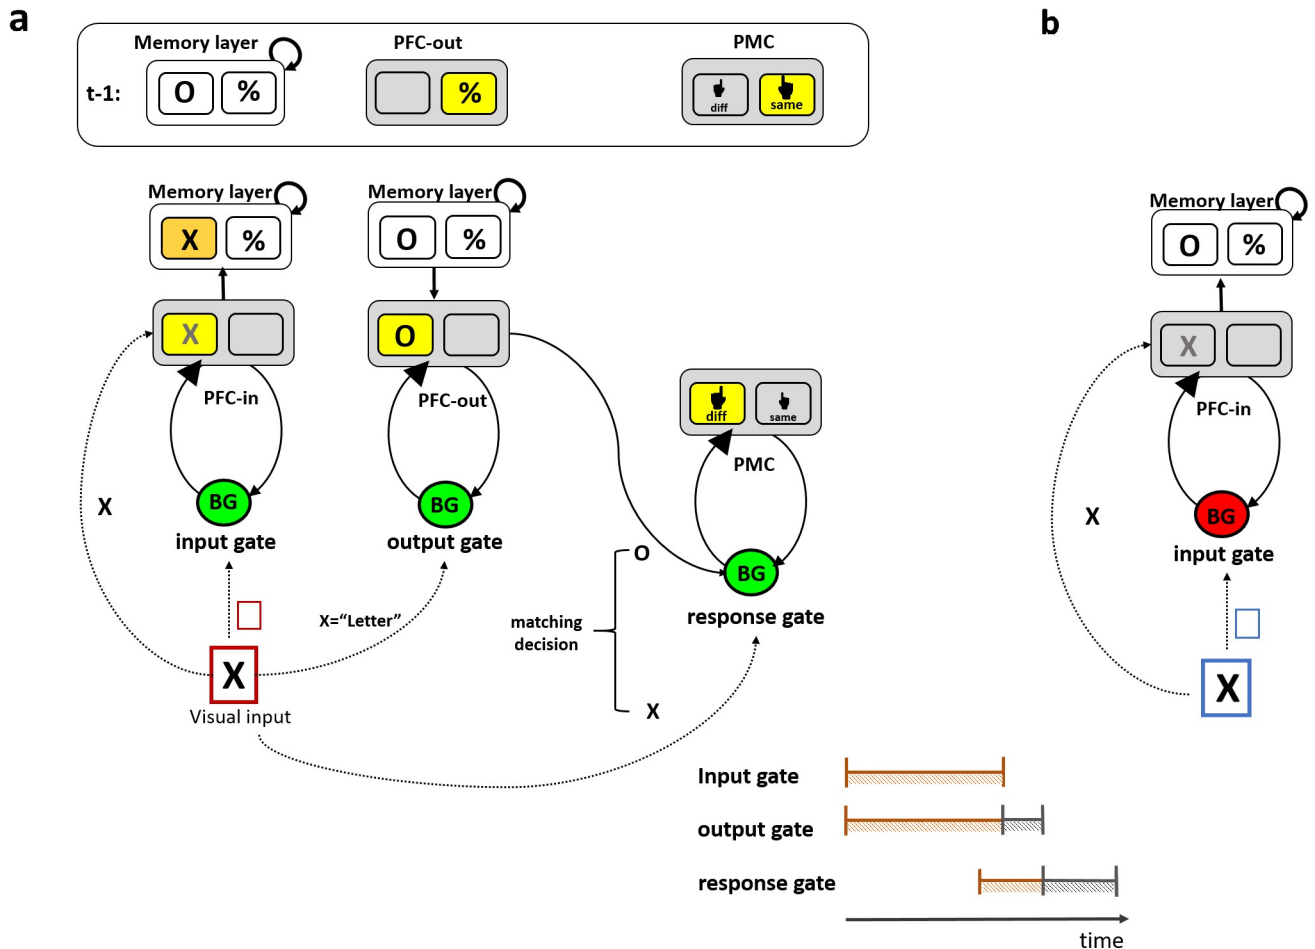 a
b
Memory layer
PFC-out
PMC
t-1:
O
%
%
diff
same
Memory layer
Memory layer
X
%
O
%
X
O
PFC-in
PFC-out
diff
same
PMC
BG
BG
BG
input gate
output gate
response gate
X
X="Letter"
X
Visual input
O
matching
decision
X
Memory layer
O
%
X
PFC-in
BG
input gate
X
X
Input gate
output gate
response gate
time